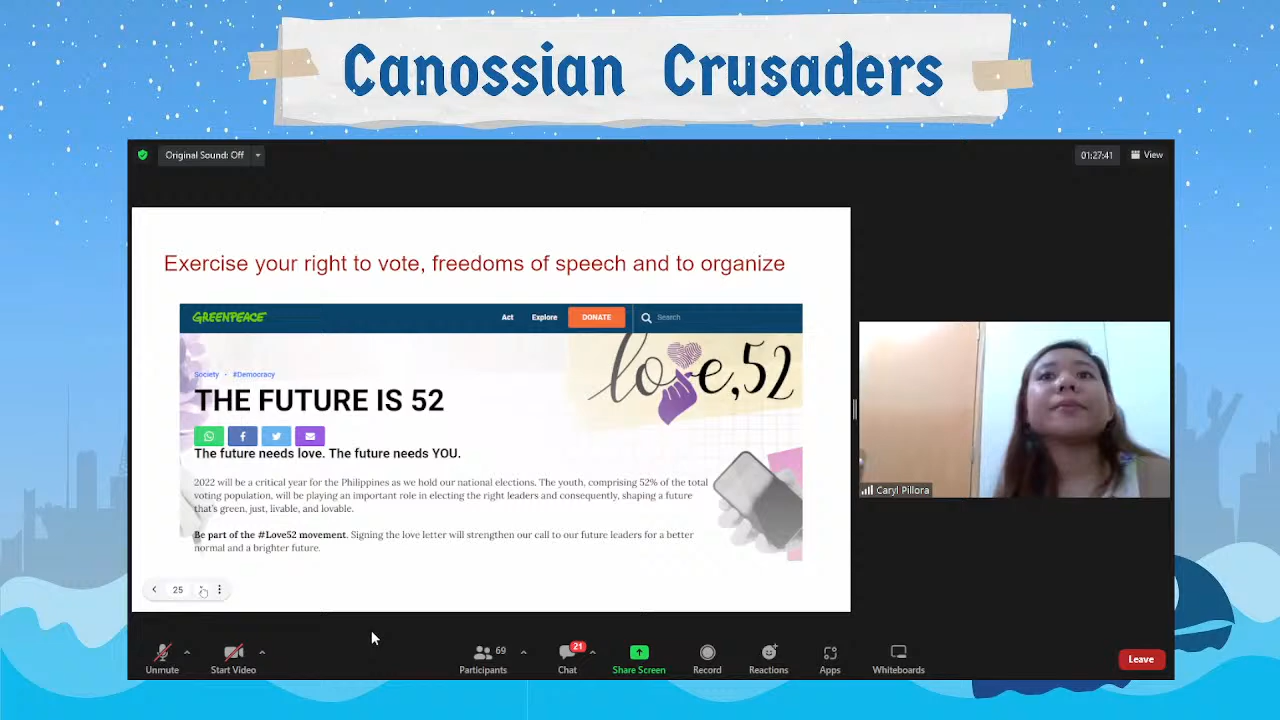 Canossian Crusaders
Original Sound: Off
01:27:41
View
Exercise your right to vote, freedoms of speech and to organize
GREENPEACE
Act
Explore
DONATE
Search
love,52
Society · #Democracy
THE FUTURE IS 52
The future needs love. The future needs YOU.
2022 will be a critical year for the Philippines as we hold our national elections. The youth, comprising 52% of the total
voting population, will be playing an important role in electing the right leaders and consequently, shaping a future
that's green, just, livable, and lovable.
Be part of the #Love52 movement. Signing the love letter will strengthen our call to our future leaders for a better
normal and a brighter future.
25
Caryl Pillora
Unmute
Start Video
69
Participants
21
Chat
Share Screen
Record
Reactions
Apps
Whiteboards
Leave